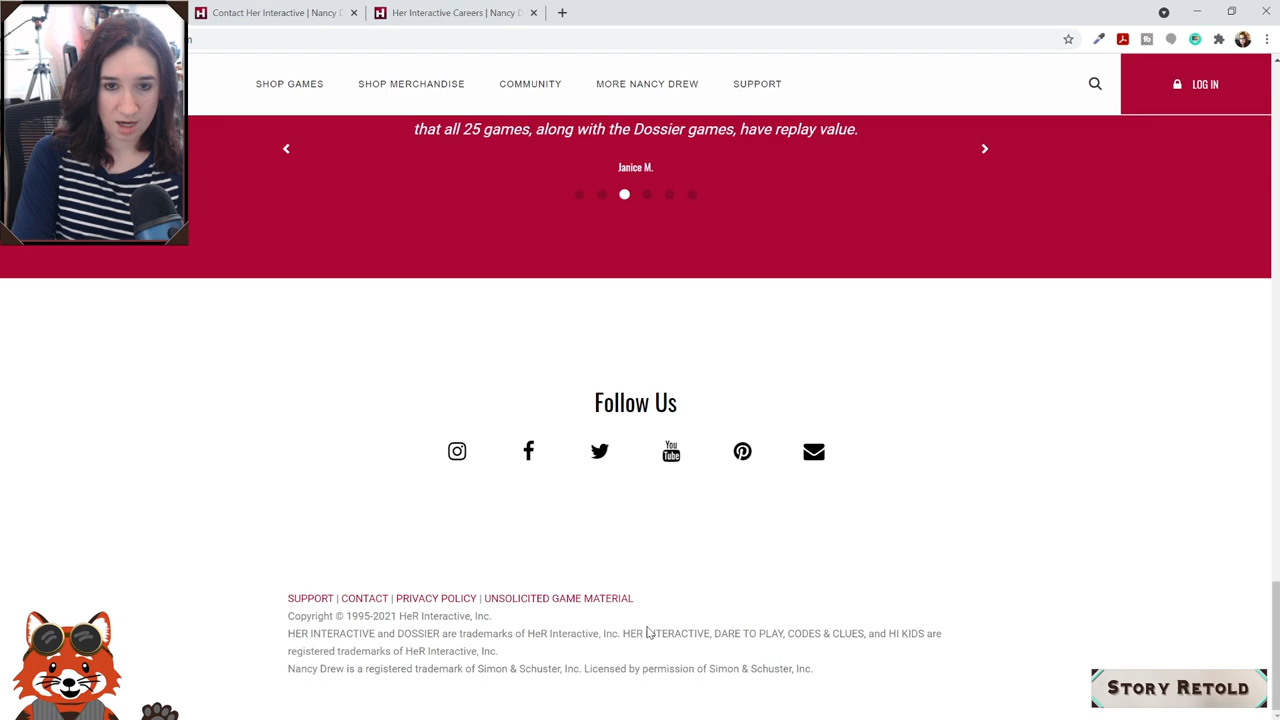 Contact Her Interactive | Nancy D
Her Interactive Careers | Nancy D
SHOP GAMES SHOP MERCHANDISE COMMUNITY MORE NANCY DREW SUPPORT LOG IN
that all 25 games, along with the Dossier games, have replay value.
Janice M.
Follow Us
You
Tube
SUPPORT | CONTACT | PRIVACY POLICY | UNSOLICITED GAME MATERIAL
Copyright © 1995-2021 HeR Interactive, Inc.
HER INTERACTIVE and DOSSIER are trademarks of HeR Interactive, Inc. HER INTERACTIVE, DARE TO PLAY, CODES & CLUES, and HI KIDS are
registered trademarks of HeR Interactive, Inc.
Nancy Drew is a registered trademark of Simon & Schuster, Inc. Licensed by permission of Simon & Schuster, Inc.
STORY RETOLD